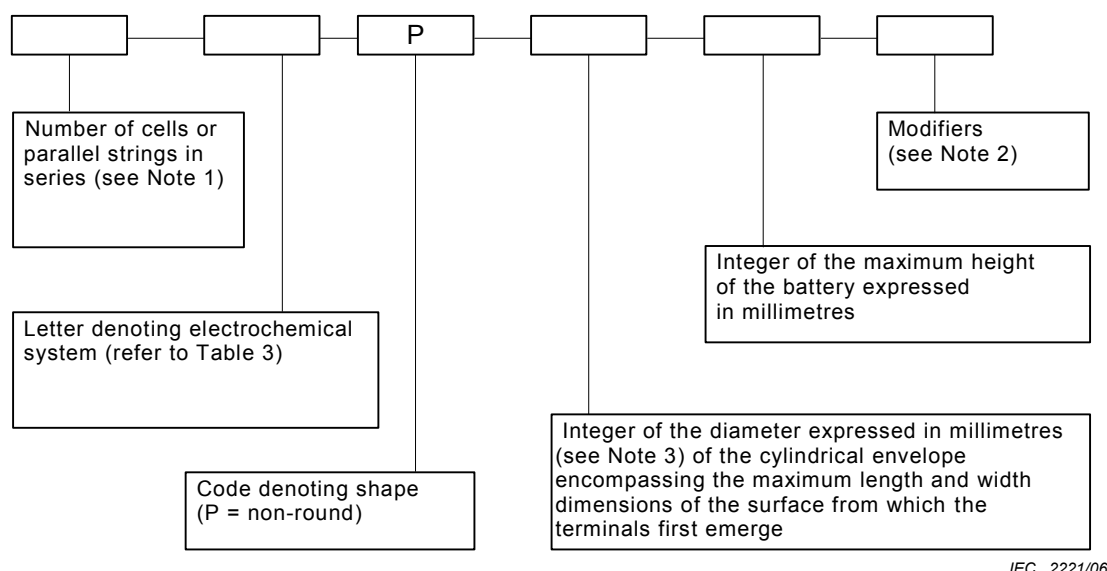 P
Number of cells or
parallel strings in
series (see Note 1)
Modifiers
(see Note 2)
Integer of the maximum height
of the battery expressed
in millimetres
Letter denoting electrochemical
system (refer to Table 3)
Integer of the diameter expressed in millimetres
(see Note 3) of the cylindrical envelope
encompassing the maximum length and width
dimensions of the surface from which the
terminals first emerge
Code denoting shape
(P = non-round)
IEC 2221/06